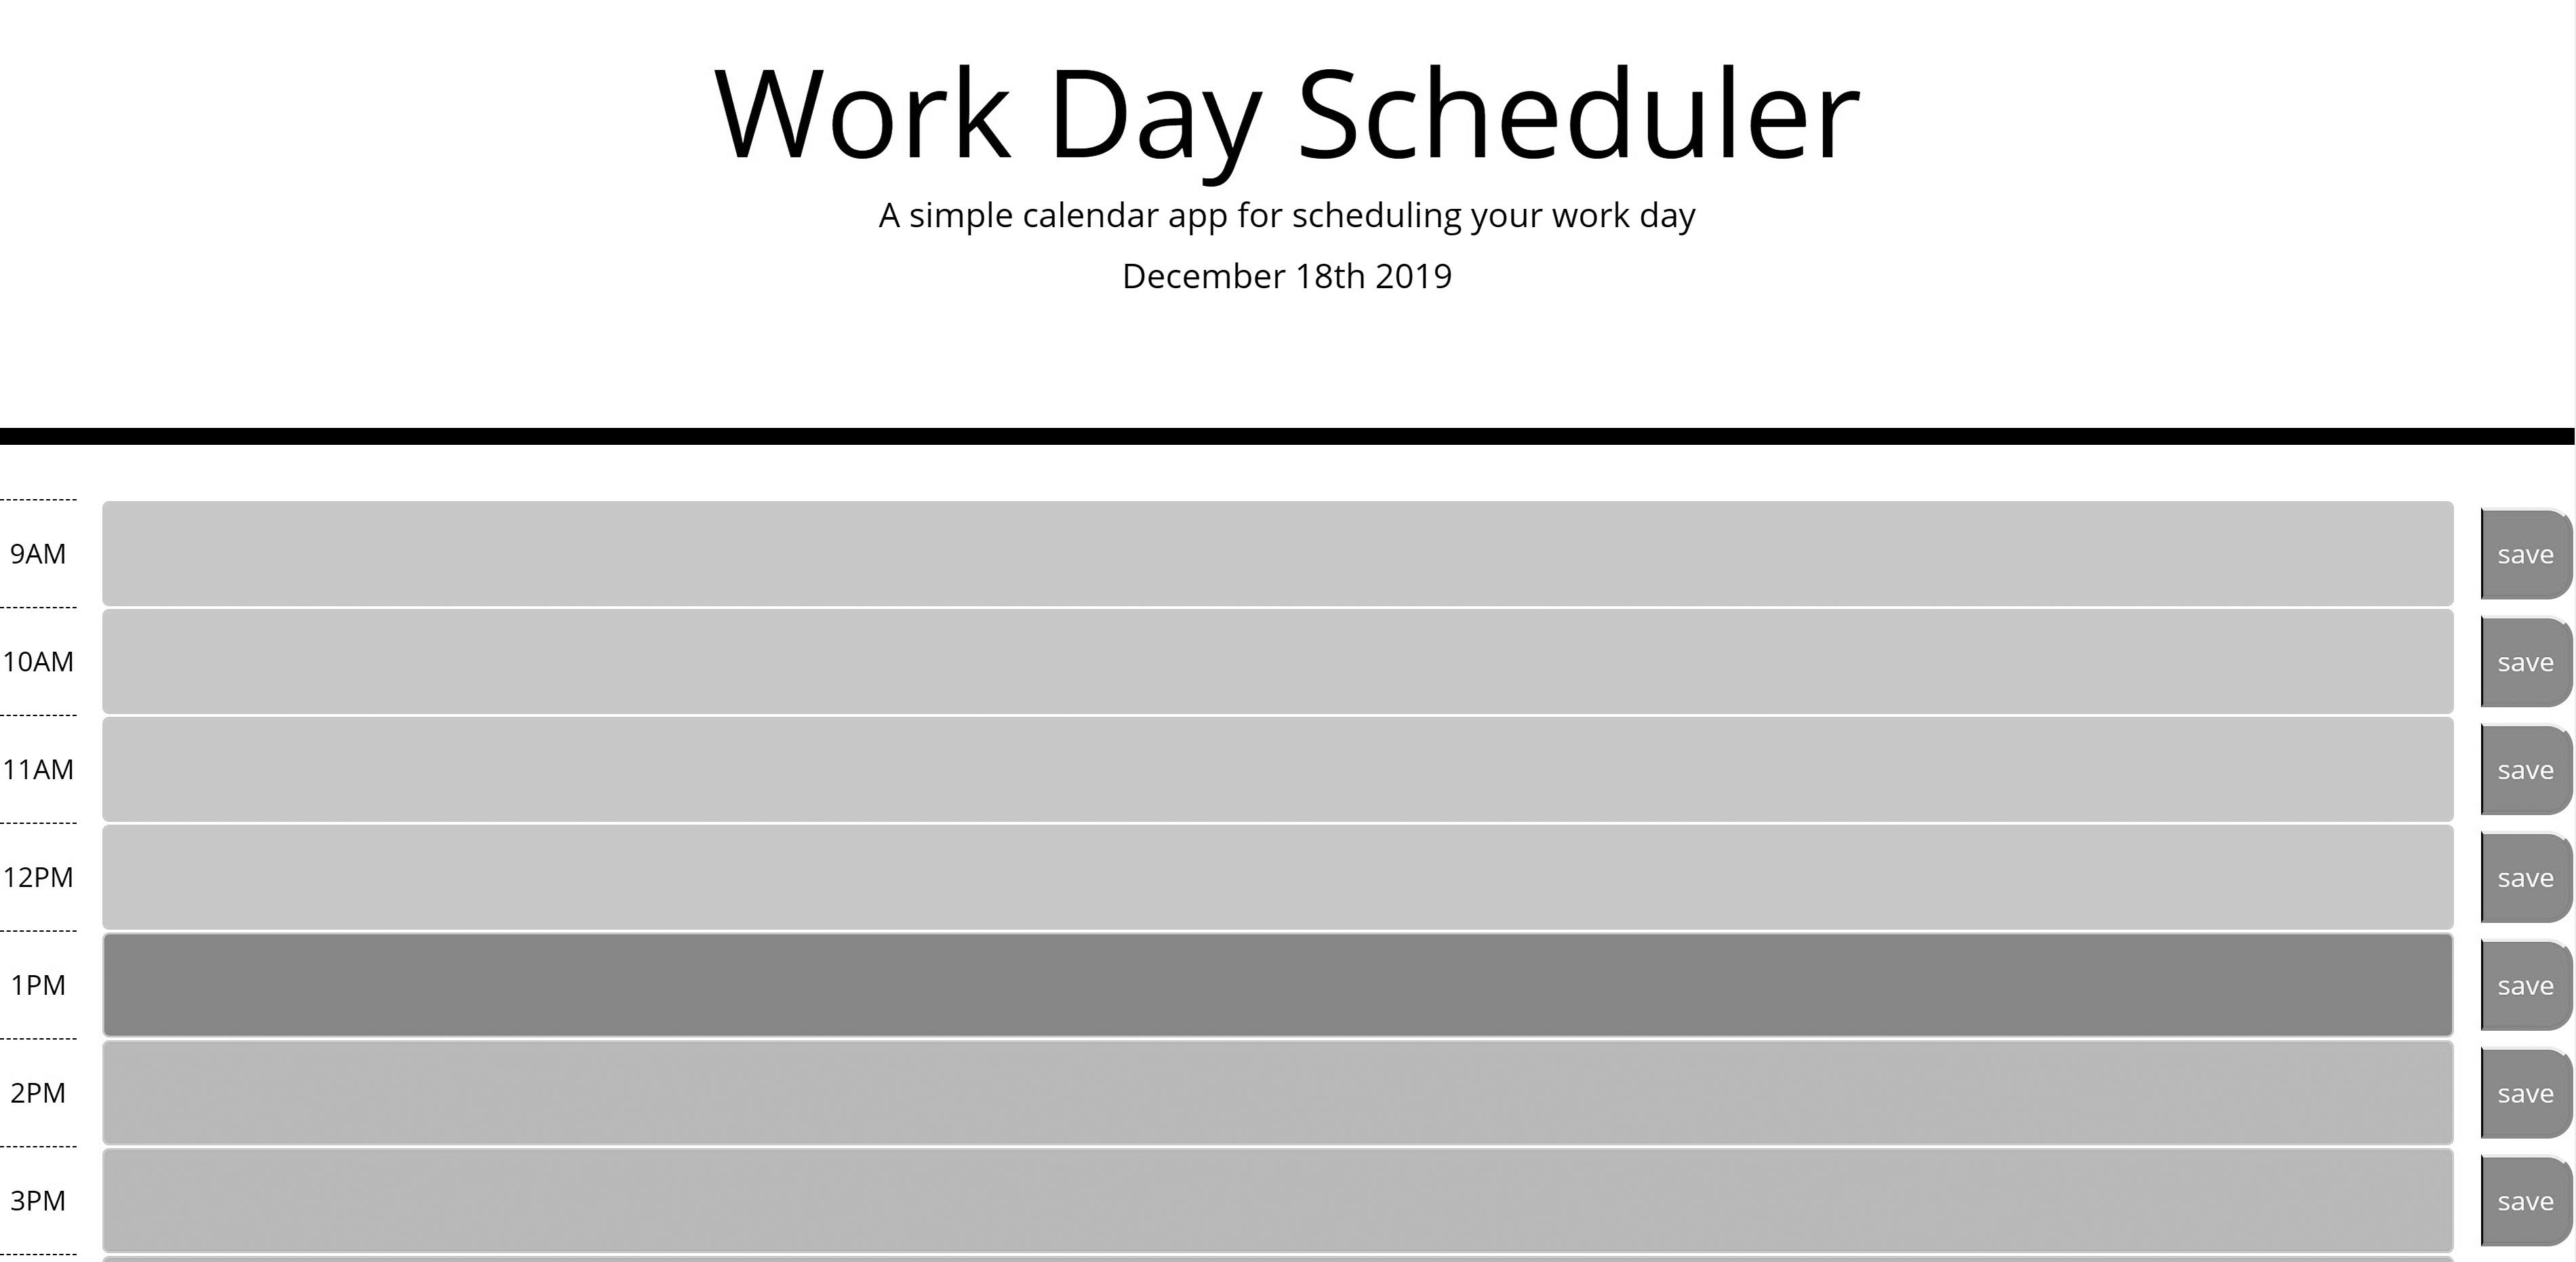 Work Day Scheduler
A simple calendar app for scheduling your work day
December 18th 2019
9AM save
10AM save
11AM save
12PM save
1PM save
2PM save
3PM save